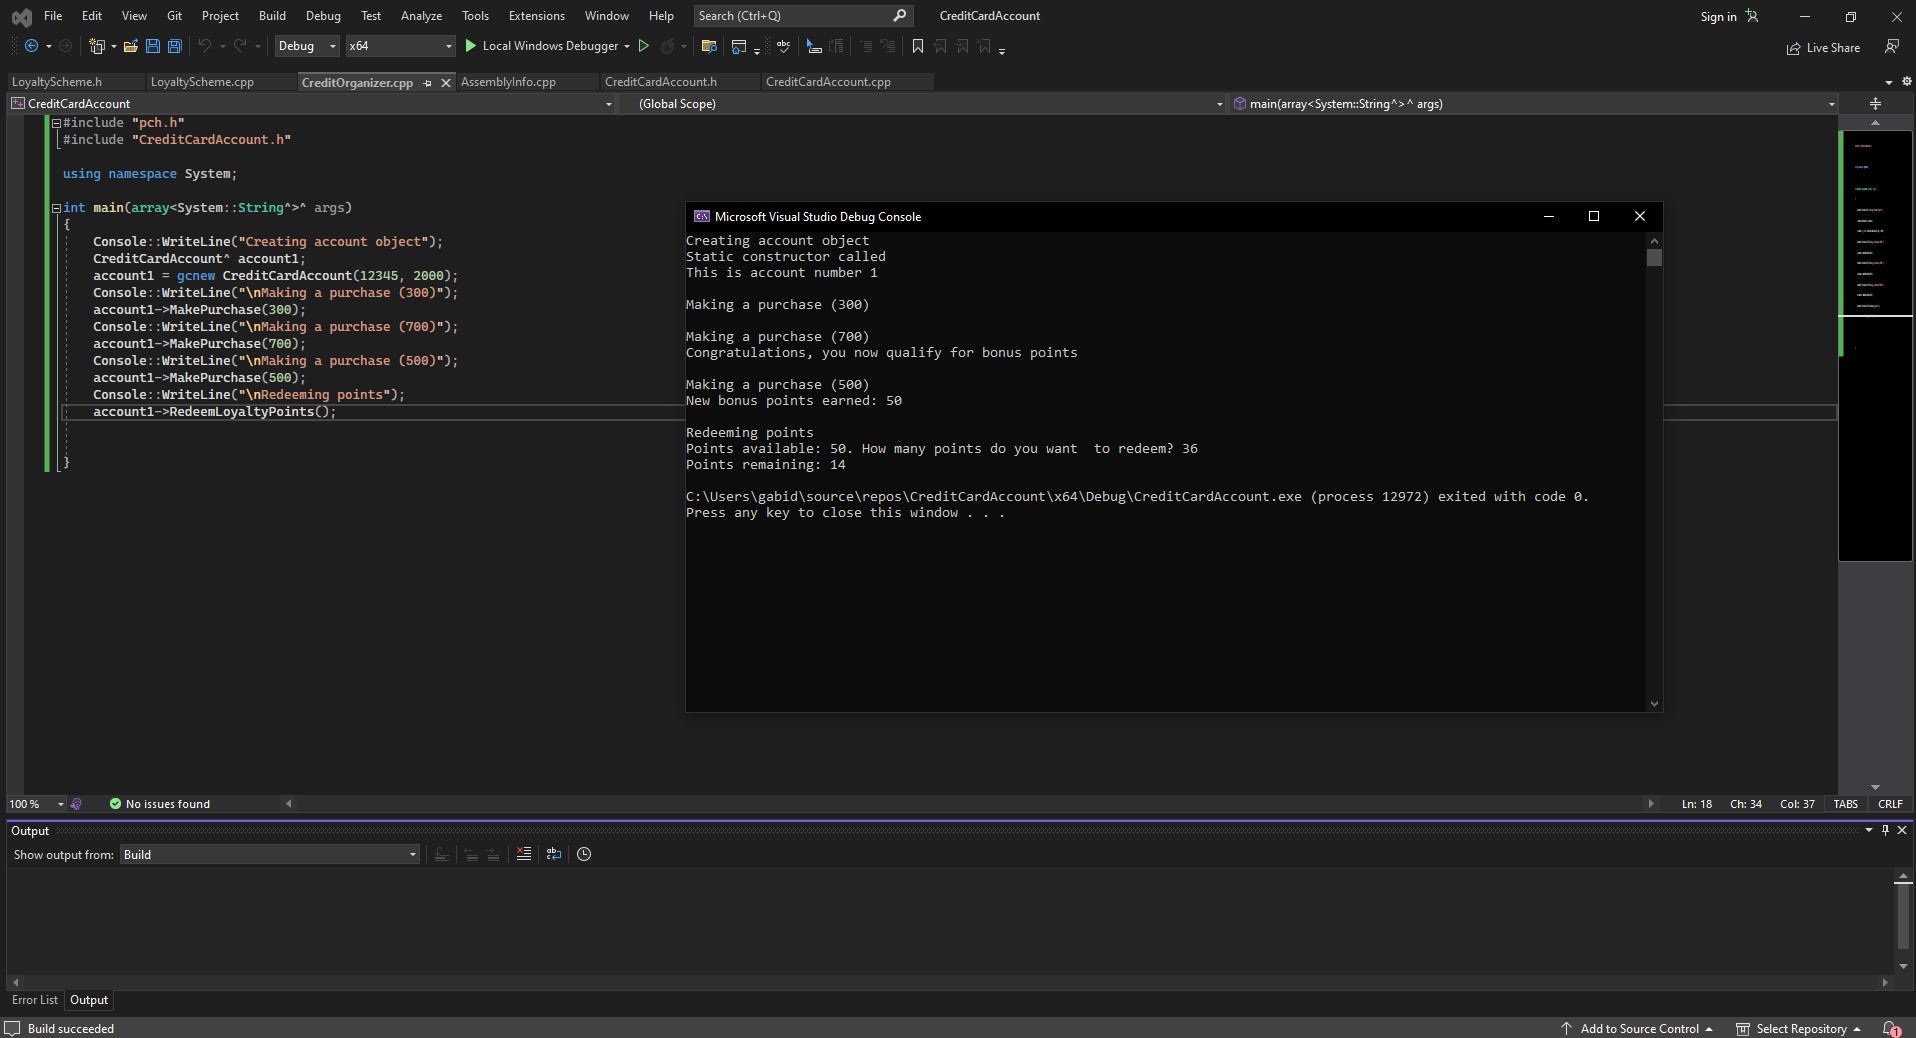 File Edit View Git Project Build Debug Test Analyze Tools Extensions Window Help Search (Ctrl+Q) CreditCardAccount Sign in
Debug x64 Local Windows Debugger Live Share
LoyaltyScheme.h LoyaltyScheme.cpp CreditOrganizer.cpp AssemblyInfo.cpp CreditCardAccount.h CreditCardAccount.cpp
CreditCardAccount (Global Scope) main(array<System::String^>^ args)
#include "pch.h"
#include "CreditCardAccount.h"
using namespace System;
int main(array<System::String^>^ args)
{
Console::WriteLine("Creating account object");
CreditCardAccount^ account1;
account1 = gcnew CreditCardAccount(12345, 2000);
Console::WriteLine("\nMaking a purchase (300)");
account1->MakePurchase(300);
Console::WriteLine("\nMaking a purchase (700)");
account1->MakePurchase(700);
Console::WriteLine("\nMaking a purchase (500)");
account1->MakePurchase(500);
Console::WriteLine("\nRedeeming points");
account1->RedeemLoyaltyPoints();
}
Microsoft Visual Studio Debug Console
Creating account object
Static constructor called
This is account number 1
Making a purchase (300)
Making a purchase (700)
Congratulations, you now qualify for bonus points
Making a purchase (500)
New bonus points earned: 50
Redeeming points
Points available: 50. How many points do you want  to redeem? 36
Points remaining: 14
C:\Users\gabid\source\repos\CreditCardAccount\x64\Debug\CreditCardAccount.exe (process 12972) exited with code 0.
Press any key to close this window . . .
100 % No issues found Ln: 18 Ch: 34 Col: 37 TABS CRLF
Output
Show output from: Build
Error List Output
Build succeeded Add to Source Control Select Repository 1